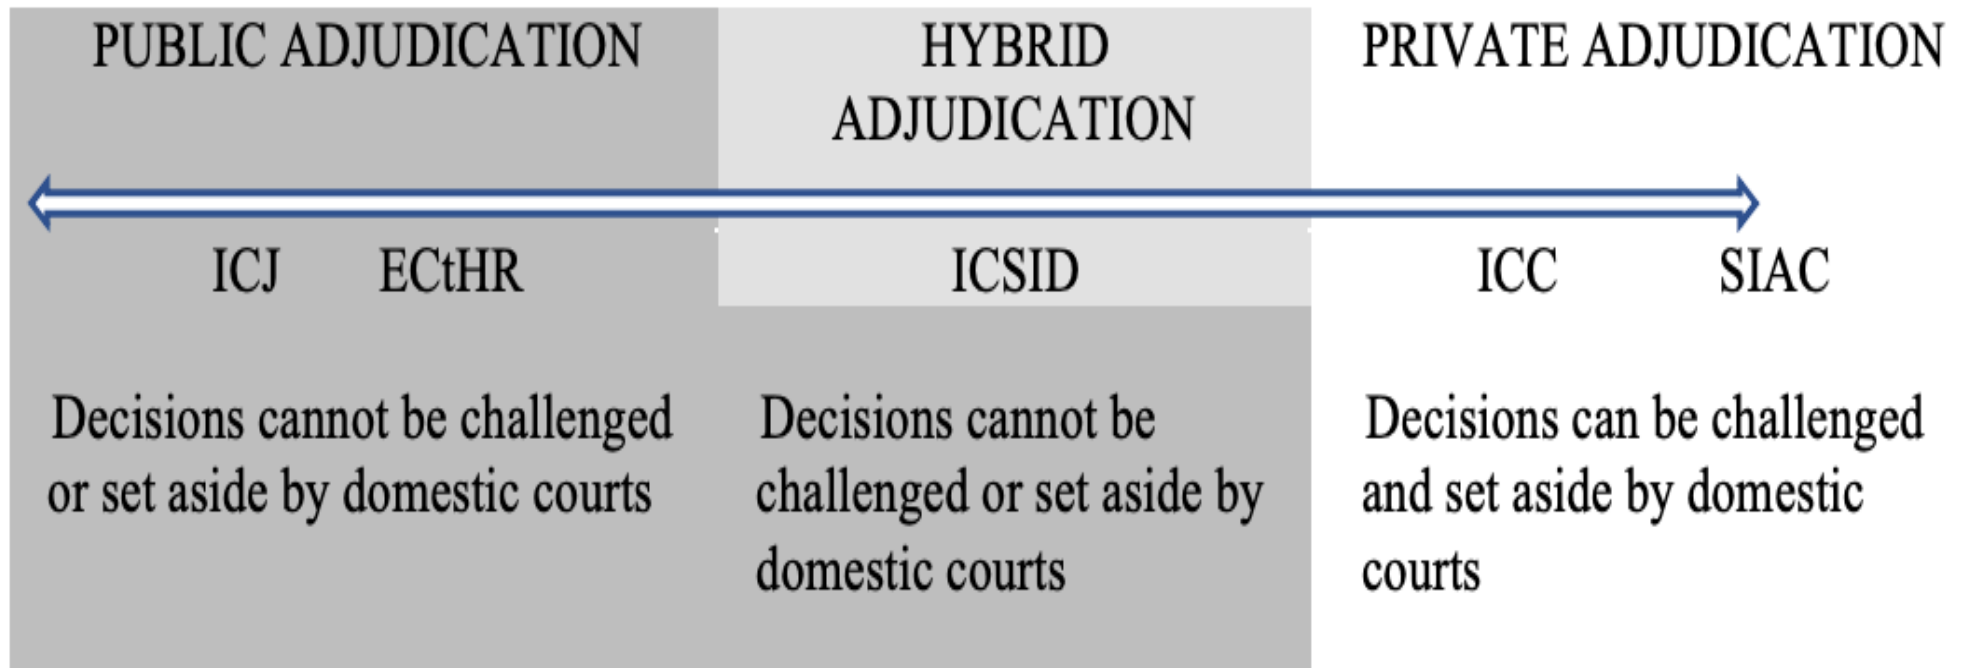 PUBLIC ADJUDICATION
HYBRID
ADJUDICATION
PRIVATE ADJUDICATION
ICJ ECtHR
ICSID
ICC SIAC
Decisions cannot be challenged
or set aside by domestic courts
Decisions cannot be
challenged or set aside by
domestic courts
Decisions can be challenged
and set aside by domestic
courts